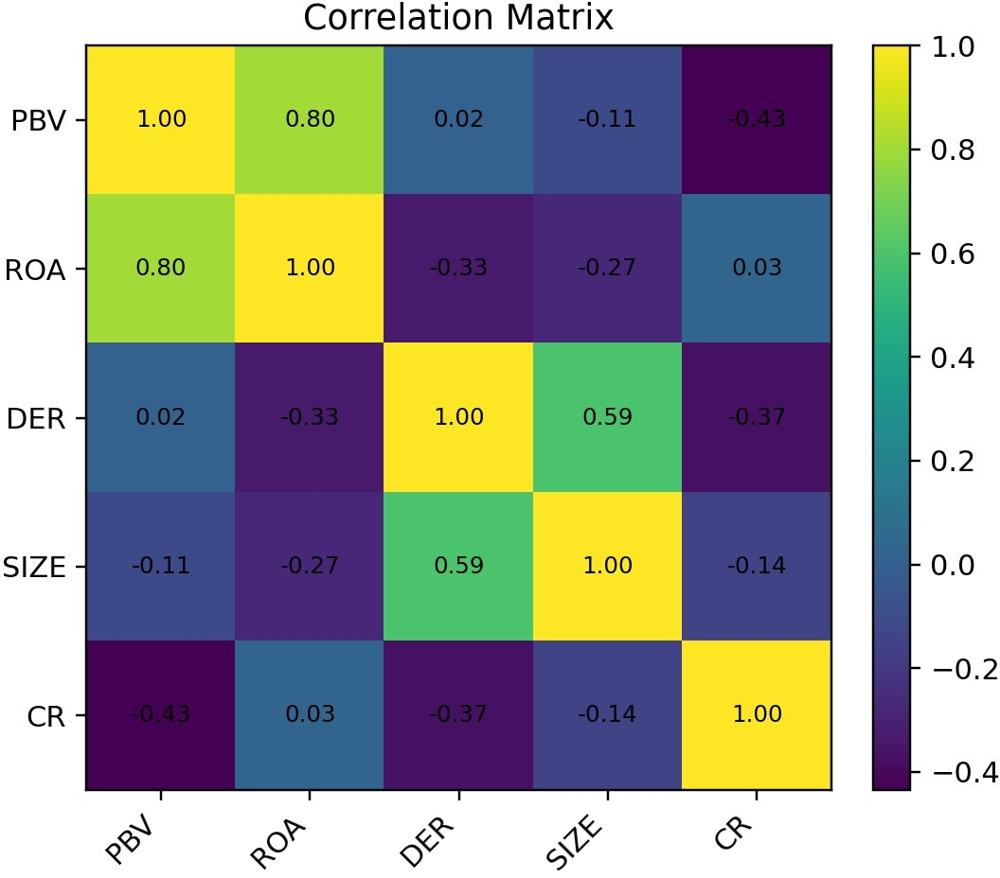 Correlation Matrix
PBV 1.00 0.80 0.02 -0.11 -0.43
ROA 0.80 1.00 -0.33 -0.27 0.03
DER 0.02 -0.33 1.00 0.59 -0.37
SIZE -0.11 -0.27 0.59 1.00 -0.14
CR -0.43 0.03 -0.37 -0.14 1.00
PBV ROA DER SIZE CR
1.0
0.8
0.6
0.4
0.2
0.0
−0.2
−0.4